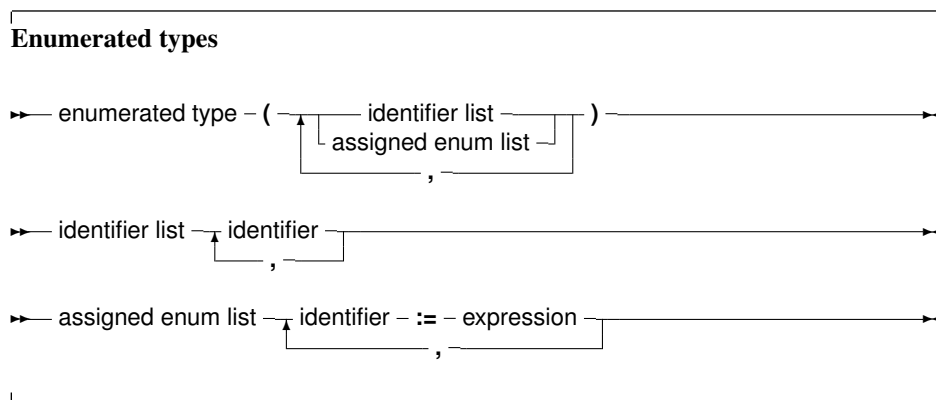 Enumerated types
enumerated type ( identifier list )
assigned enum list
,
identifier list identifier
,
assigned enum list identifier := expression
,